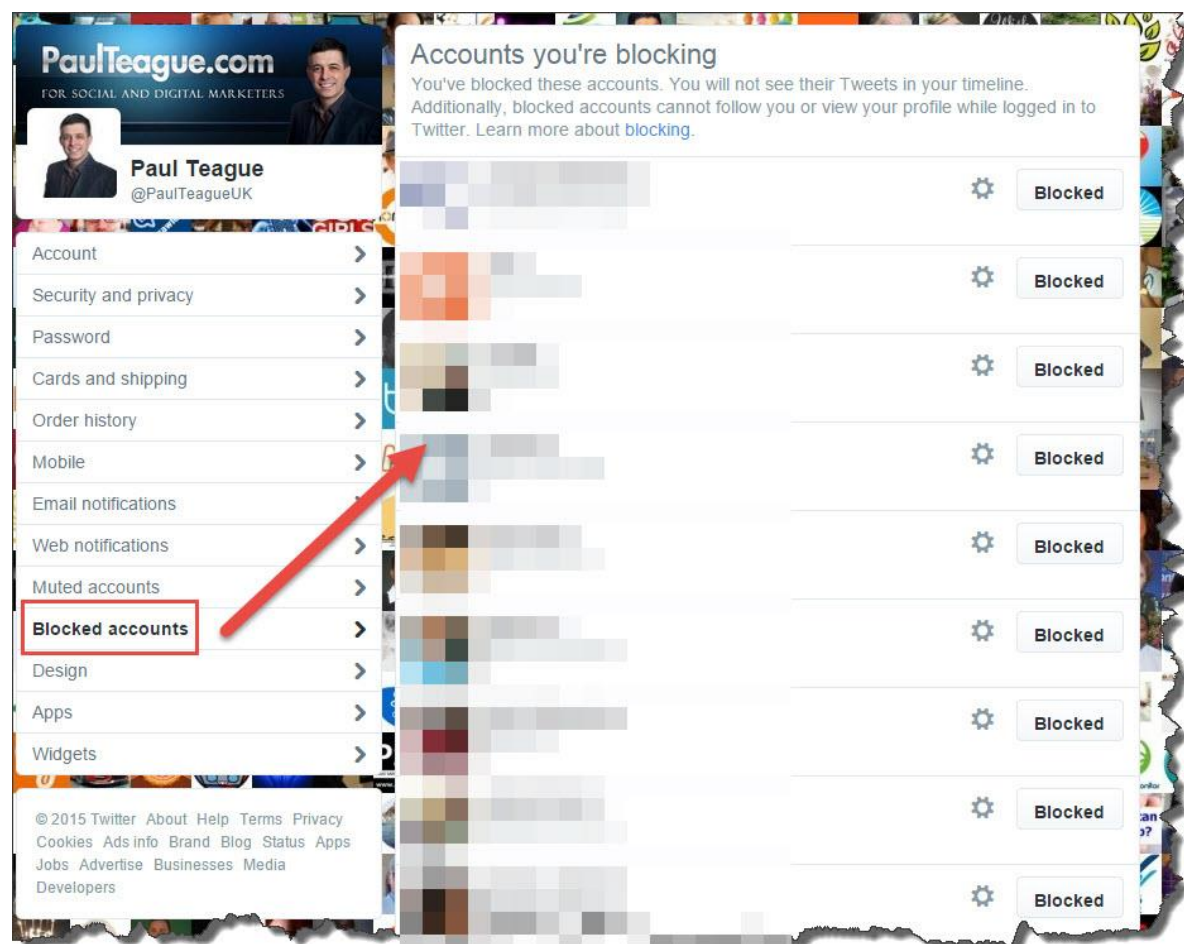 PaulTeague.com
FOR SOCIAL AND DIGITAL MARKETERS
Paul Teague
@PaulTeagueUK
GIRLS
Account
Security and privacy
Password
Cards and shipping
Order history
Mobile
Email notifications
Web notifications
Muted accounts
Blocked accounts
Design
Apps
Widgets
© 2015 Twitter About Help Terms Privacy
Cookies Ads info Brand Blog Status Apps
Jobs Advertise Businesses Media
Developers
Accounts you're blocking
You've blocked these accounts. You will not see their Tweets in your timeline.
Additionally, blocked accounts cannot follow you or view your profile while logged in to
Twitter. Learn more about blocking.
Blocked
Blocked
Blocked
Blocked
Blocked
Blocked
Blocked
Blocked
Blocked